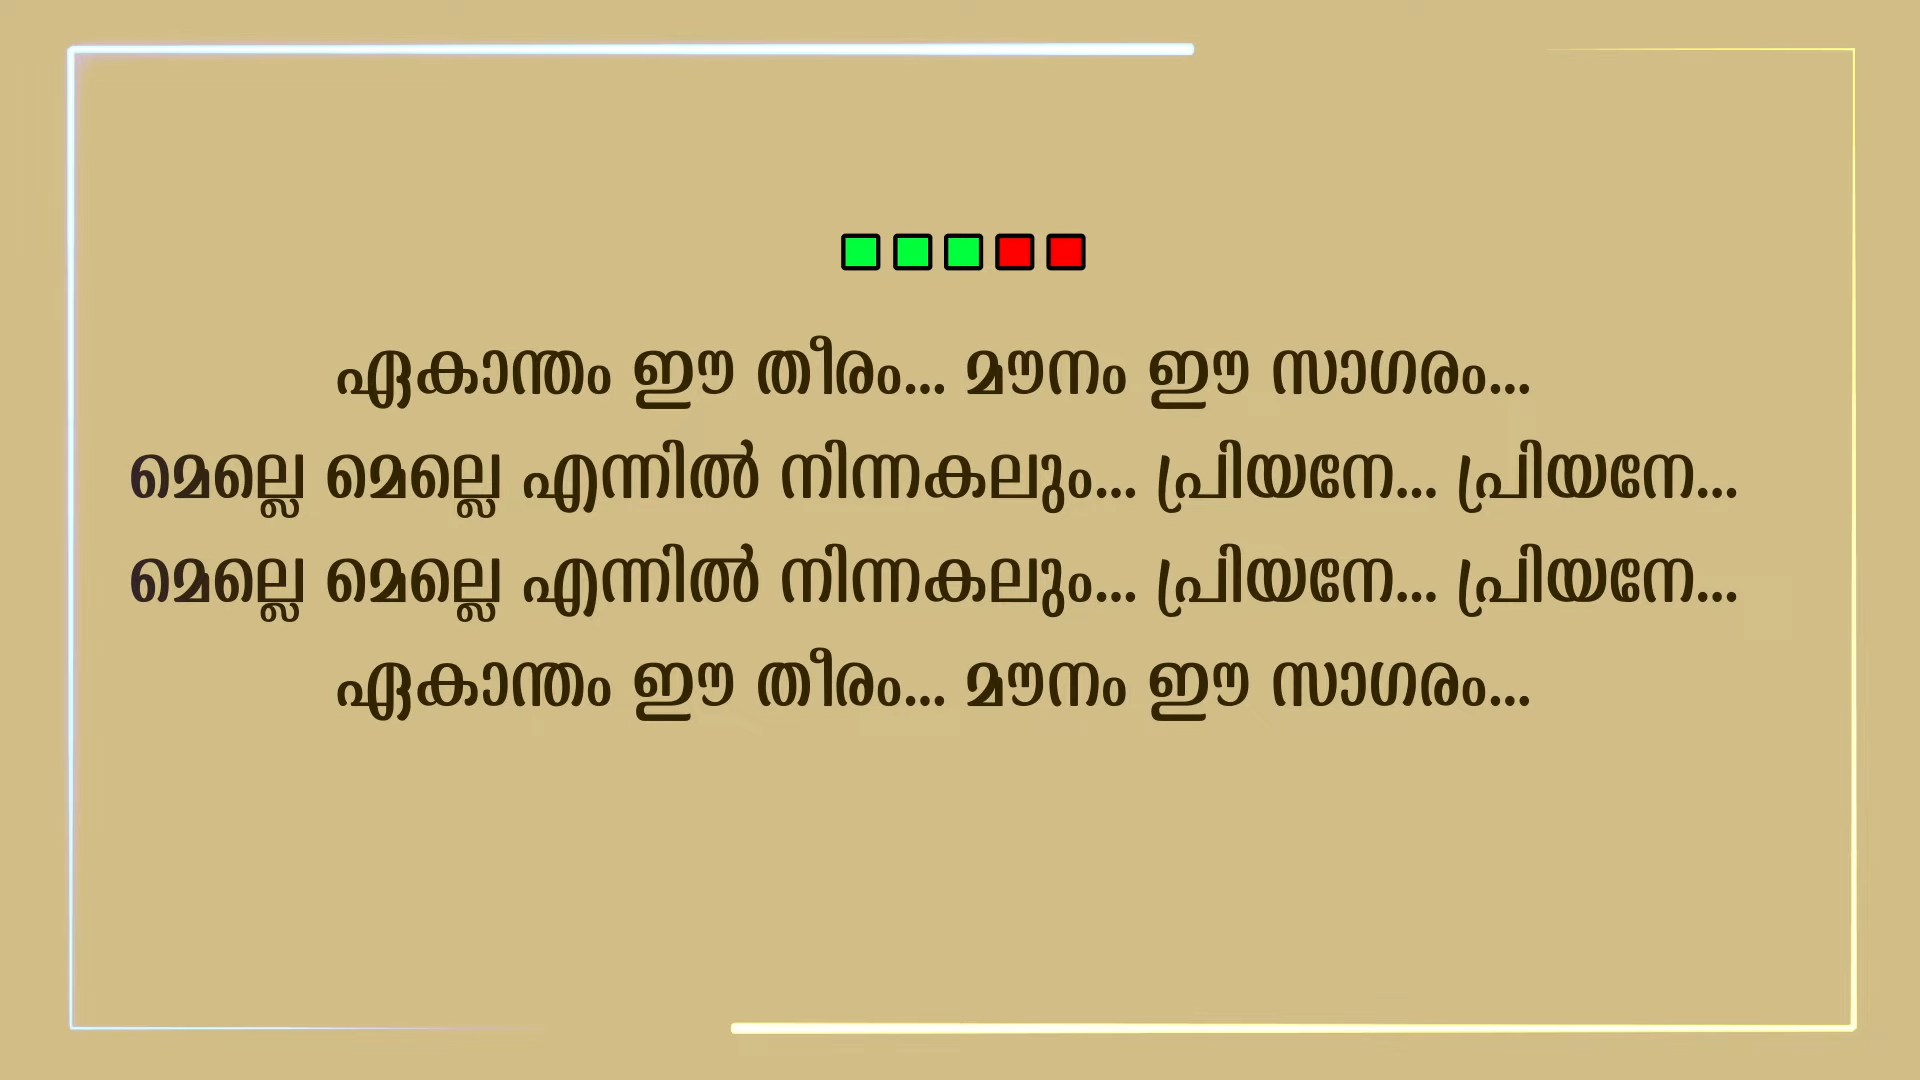 ഏകാന്തം ഈ തീരം... മൗനം ഈ സാഗരം...
മെല്ലെ മെല്ലെ എന്നിൽ നിന്നകലും... പ്രിയനേ... പ്രിയനേ...
മെല്ലെ മെല്ലെ എന്നിൽ നിന്നകലും... പ്രിയനേ... പ്രിയനേ...
ഏകാന്തം ഈ തീരം... മൗനം ഈ സാഗരം...